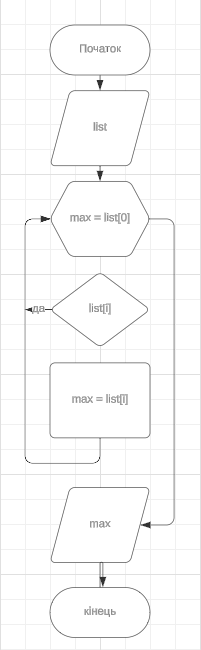 Початок
list
max = list[0]
list[i]
да
max = list[i]
max
кінець